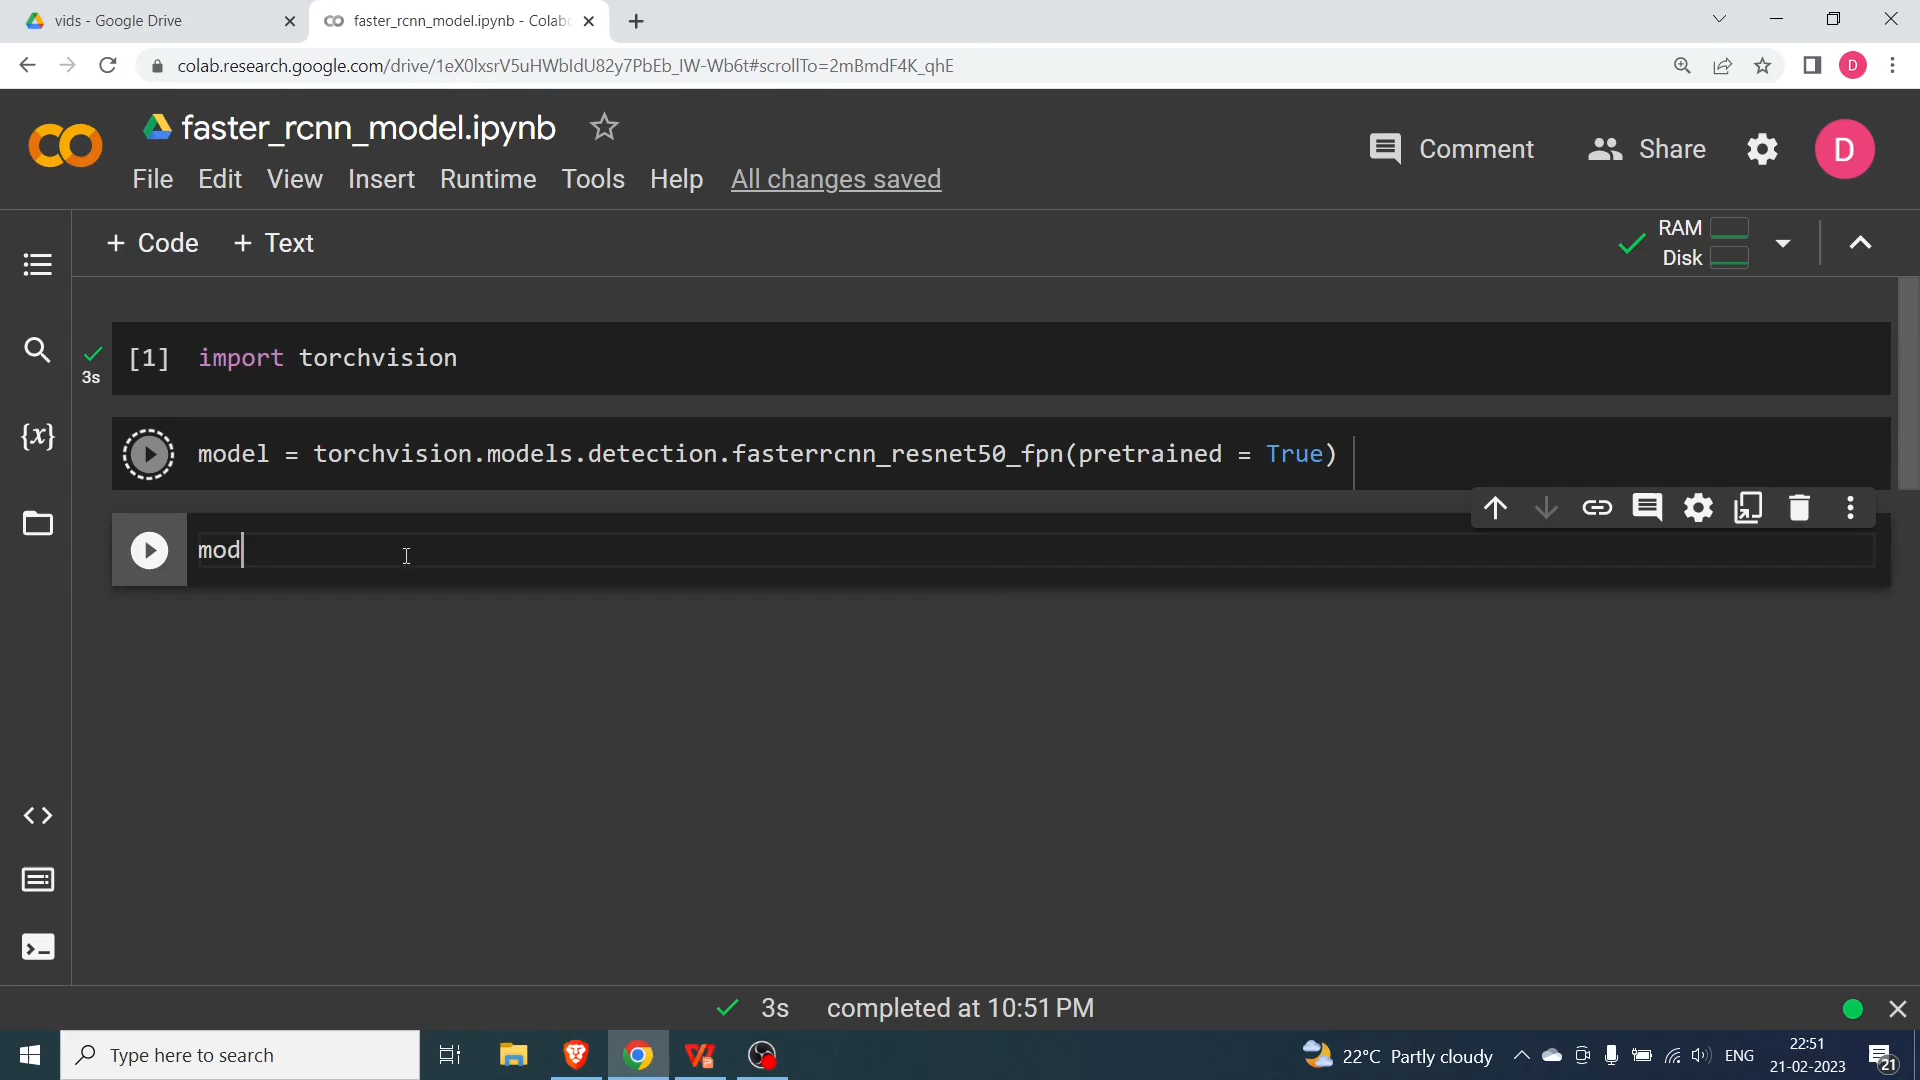 vids - Google Drive
faster_rcnn_model.ipynb - Colab
colab.research.google.com/drive/1eX0lxsrV5uHWbIdU82y7PbEb_IW-Wb6t#scrollTo=2mBmdF4K_qhE
D
faster_rcnn_model.ipynb
Comment
Share
D
File Edit View Insert Runtime Tools Help All changes saved
+ Code + Text
RAM
Disk
[1] import torchvision
3s
model = torchvision.models.detection.fasterrcnn_resnet50_fpn(pretrained = True)
mod
{x}
3s completed at 10:51 PM
Type here to search
22°C Partly cloudy
ENG
22:51
21-02-2023
21